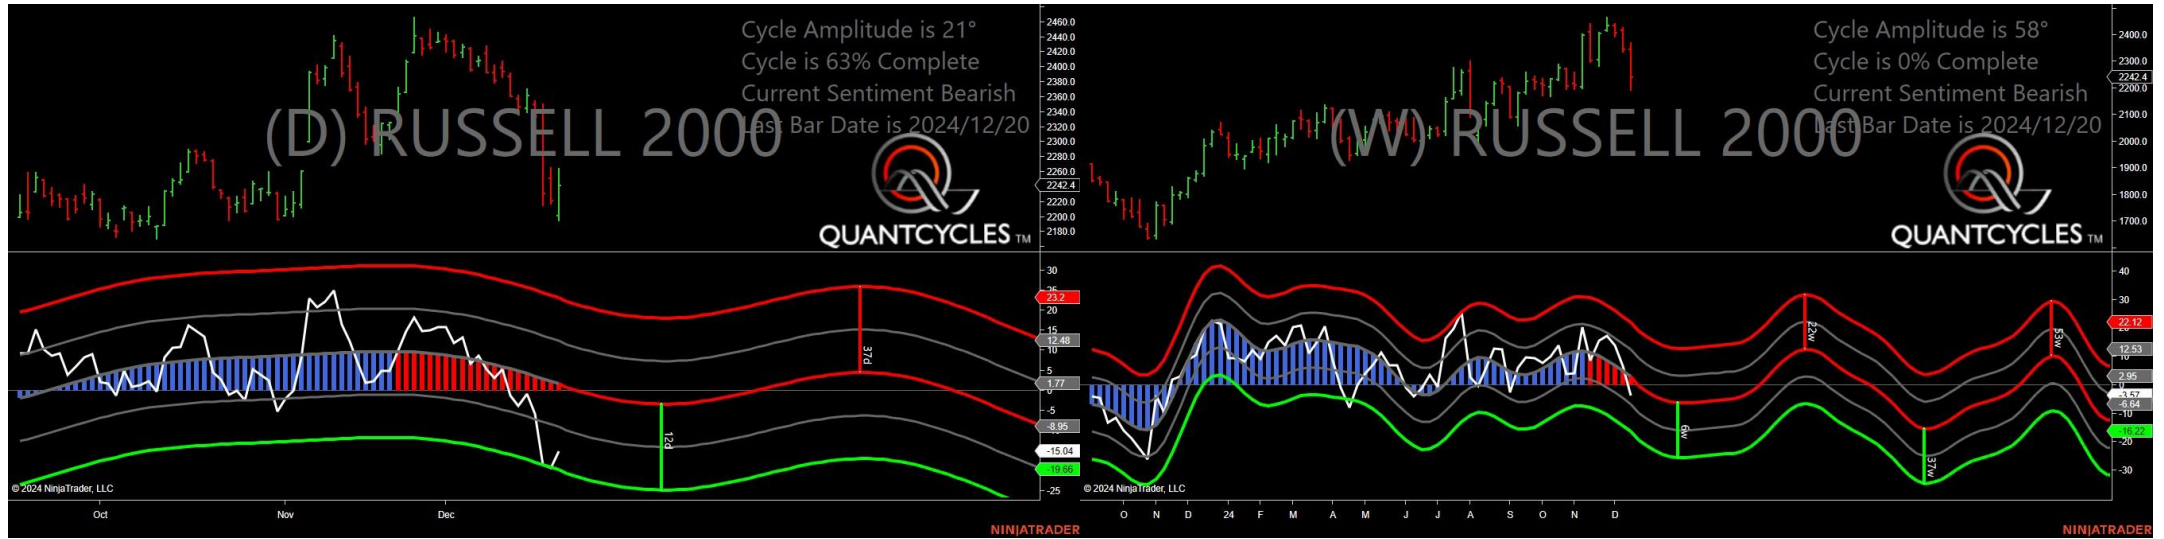 Cycle Amplitude is 21°
Cycle is 63% Complete
Current Sentiment Bearish
Last Bar Date is 2024/12/20
(D) RUSSELL 2000
QUANTCYCLES TM
2460.0
2440.0
2420.0
2400.0
2380.0
2360.0
2340.0
2320.0
2300.0
2280.0
2260.0
2242.4
2220.0
2200.0
2180.0
30
23.2
20
15
12.48
10
5
1.77
-5
-8.95
-15.04
-19.66
-25
37d
12d
© 2024 NinjaTrader, LLC
Oct Nov Dec
NINJATRADER
Cycle Amplitude is 58°
Cycle is 0% Complete
Current Sentiment Bearish
Last Bar Date is 2024/12/20
(W) RUSSELL 2000
QUANTCYCLES TM
2400.0
2300.0
2242.4
2200.0
2100.0
2000.0
1900.0
1800.0
1700.0
40
30
22.12
12.53
2.95
-3.57
-6.64
-10
-16.22
-20
-30
22w
53w
6w
37w
© 2024 NinjaTrader, LLC
O N D 24 F M A M J J A S O N D
NINJATRADER